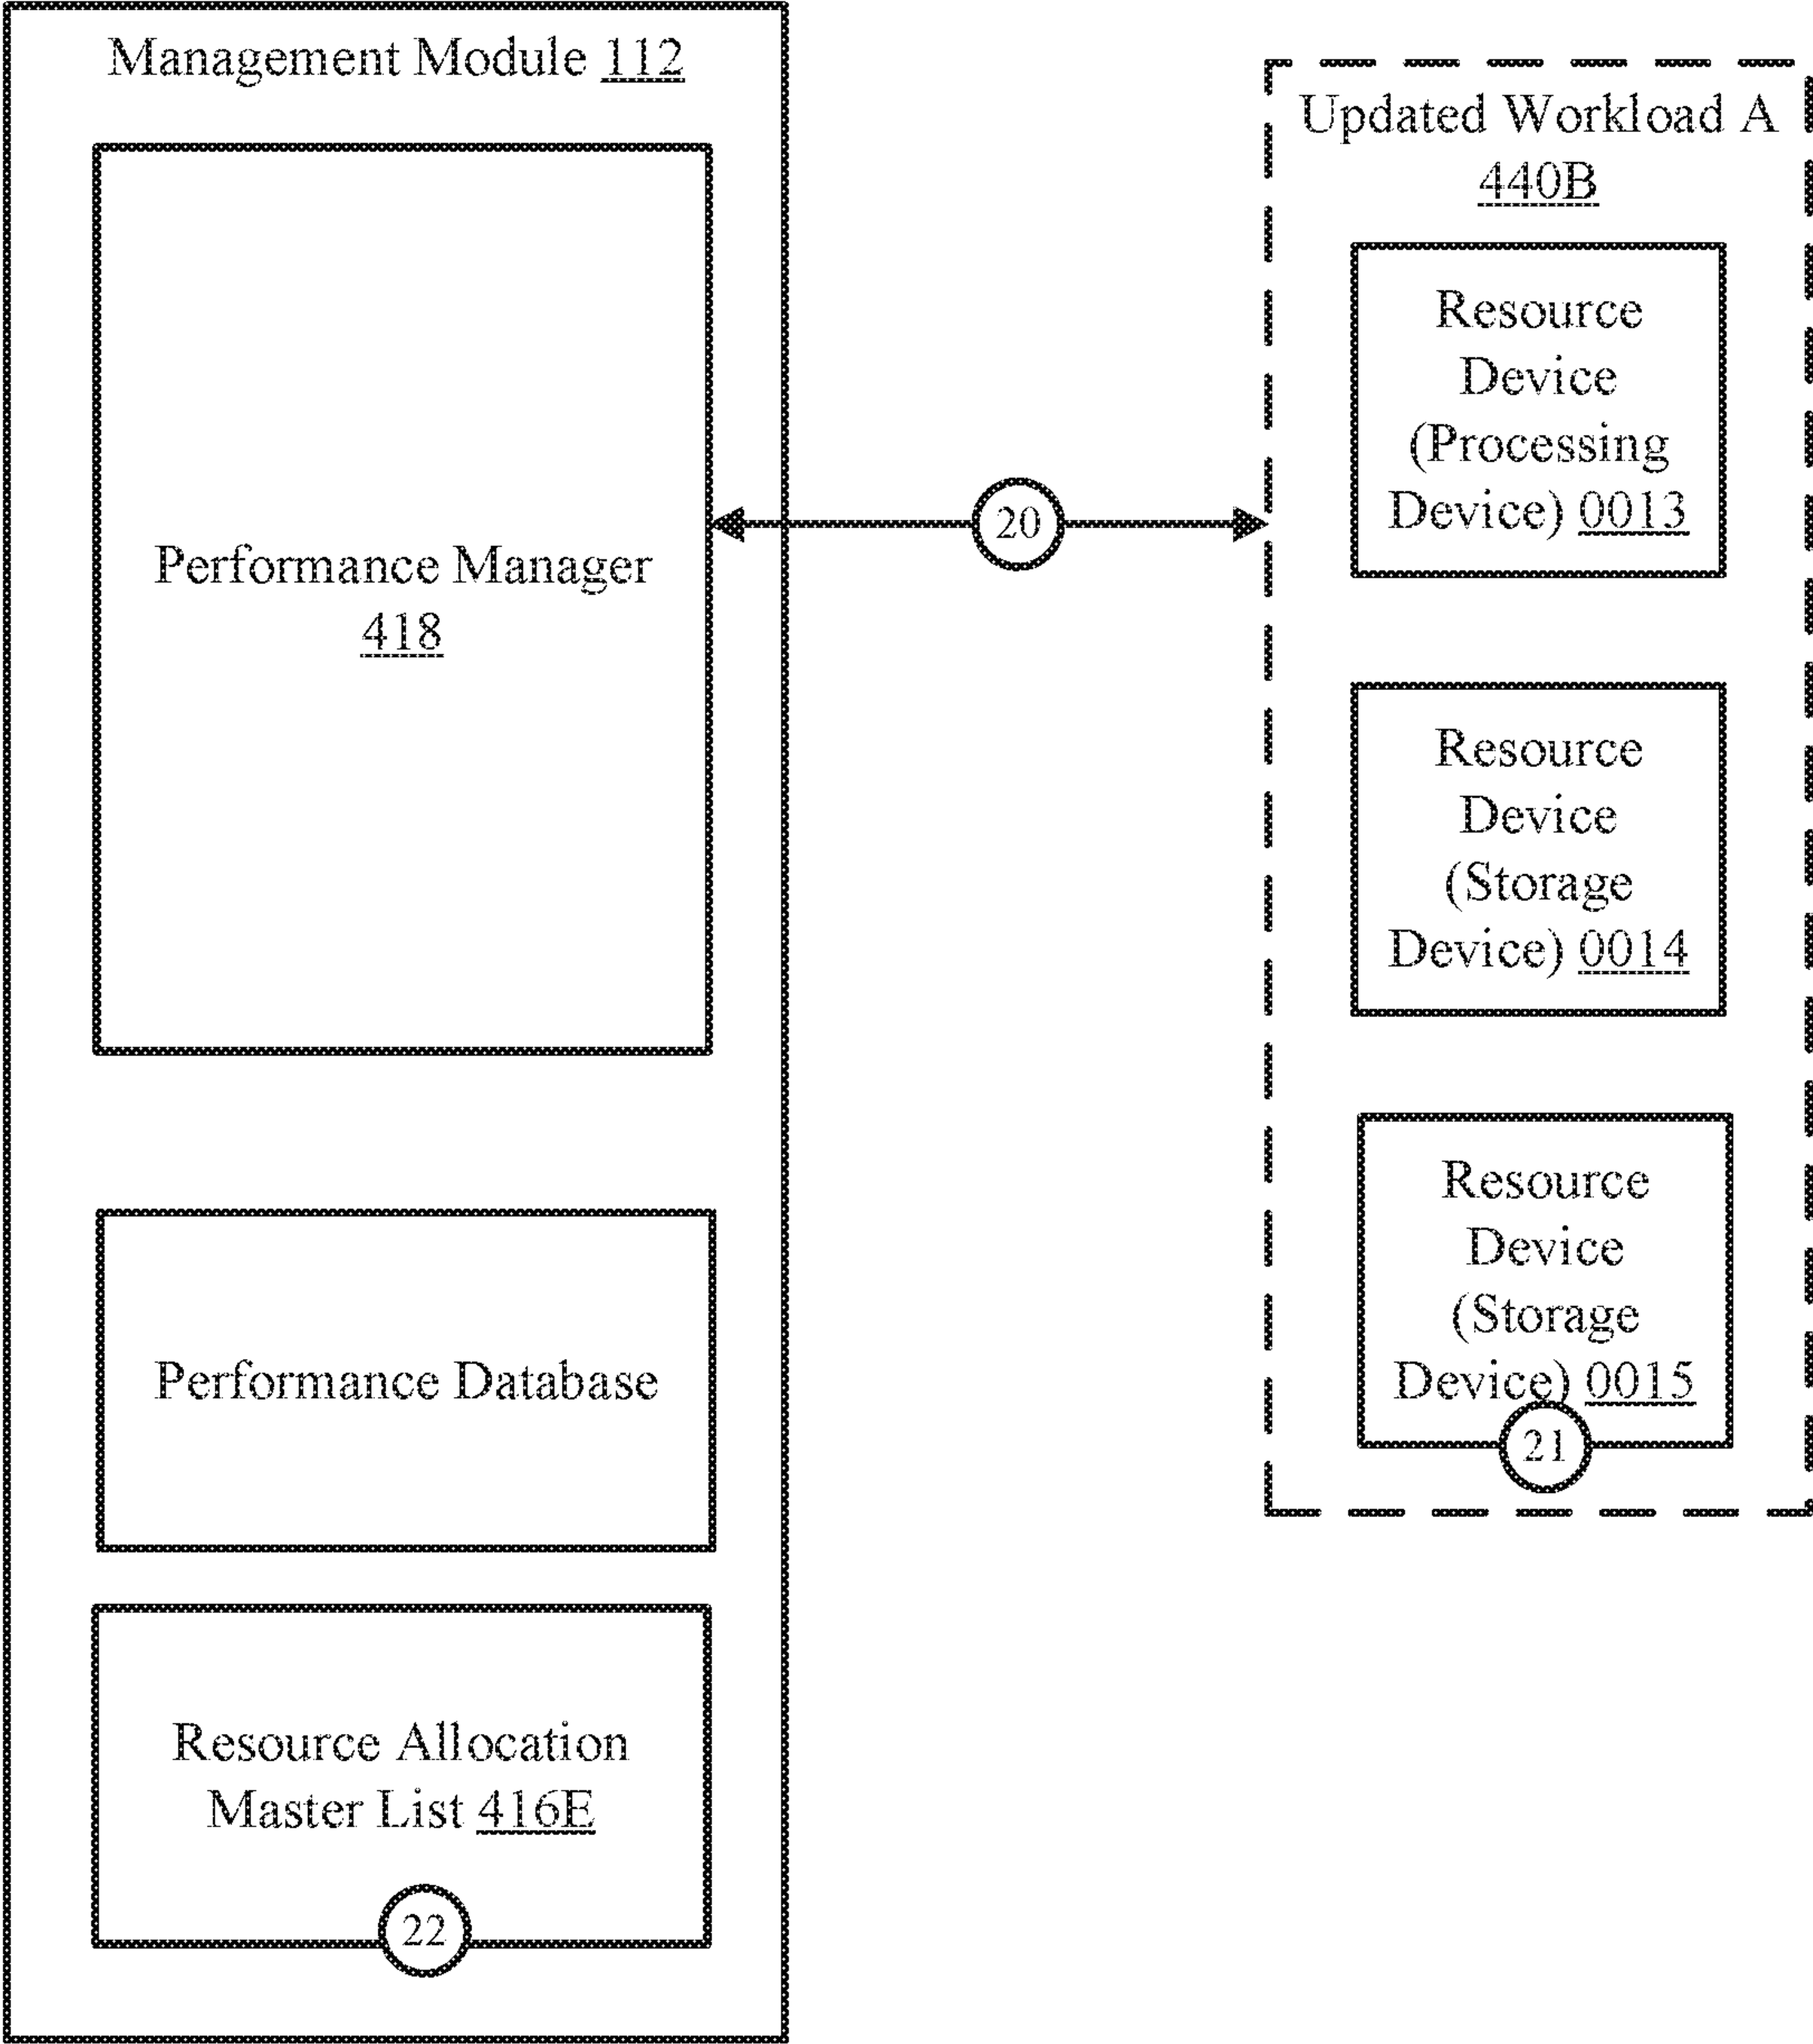 Management Module 112
Performance Manager
418
Performance Database
Resource Allocation
Master List 416E
22
20
Updated Workload A
440B
Resource
Device
(Processing
Device) 0013
Resource
Device
(Storage
Device) 0014
Resource
Device
(Storage
Device) 0015
21